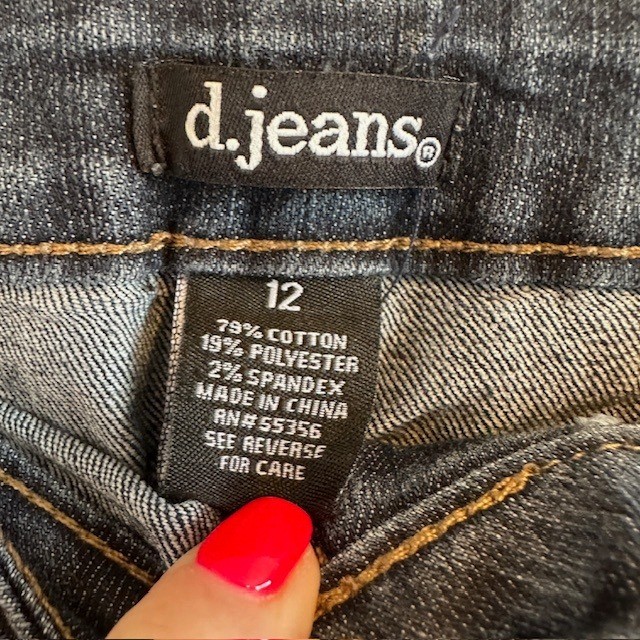 d.jeans®
12
79% COTTON
19% POLYESTER
2% SPANDEX
MADE IN CHINA
RN#55356
SEE REVERSE
FOR CARE